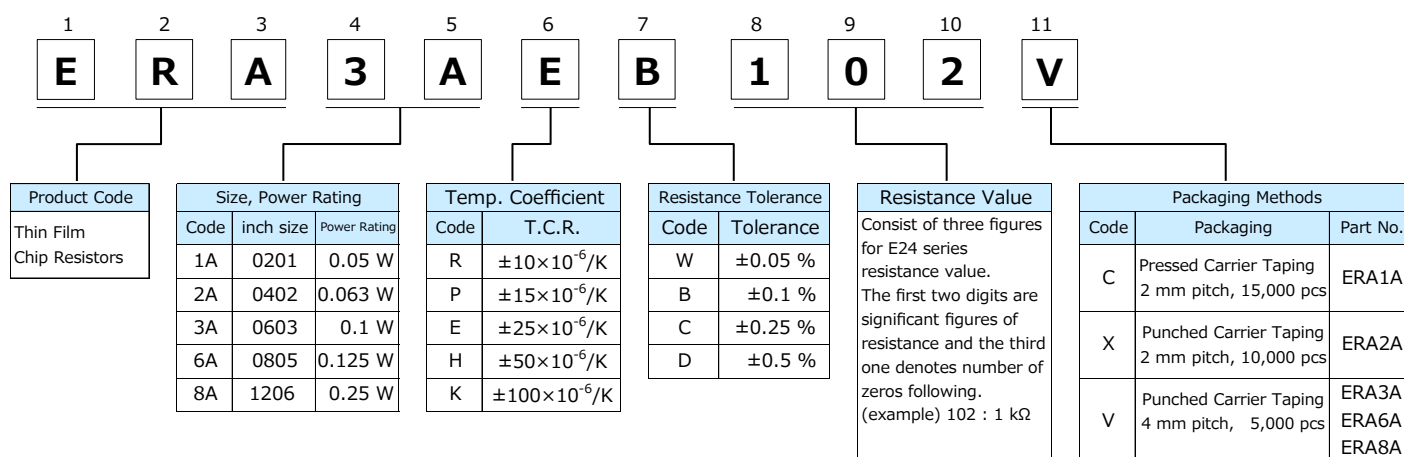 1 2 3 4 5 6 7 8 9 10 11
E R A 3 A E B 1 0 2 V
Product Code
Thin Film
Chip Resistors
Size, Power Rating
Code inch size Power Rating
1A 0201 0.05 W
2A 0402 0.063 W
3A 0603 0.1 W
6A 0805 0.125 W
8A 1206 0.25 W
Temp. Coefficient
Code T.C.R.
R ±10×10⁻⁶/K
P ±15×10⁻⁶/K
E ±25×10⁻⁶/K
H ±50×10⁻⁶/K
K ±100×10⁻⁶/K
Resistance Tolerance
Code Tolerance
W ±0.05 %
B ±0.1 %
C ±0.25 %
D ±0.5 %
Resistance Value
Consist of three figures
for E24 series
resistance value.
The first two digits are
significant figures of
resistance and the third
one denotes number of
zeros following.
(example) 102 : 1 kΩ
Packaging Methods
Code Packaging Part No.
C Pressed Carrier Taping
2 mm pitch, 15,000 pcs ERA1A
X Punched Carrier Taping
2 mm pitch, 10,000 pcs ERA2A
V Punched Carrier Taping
4 mm pitch, 5,000 pcs
ERA3A
ERA6A
ERA8A